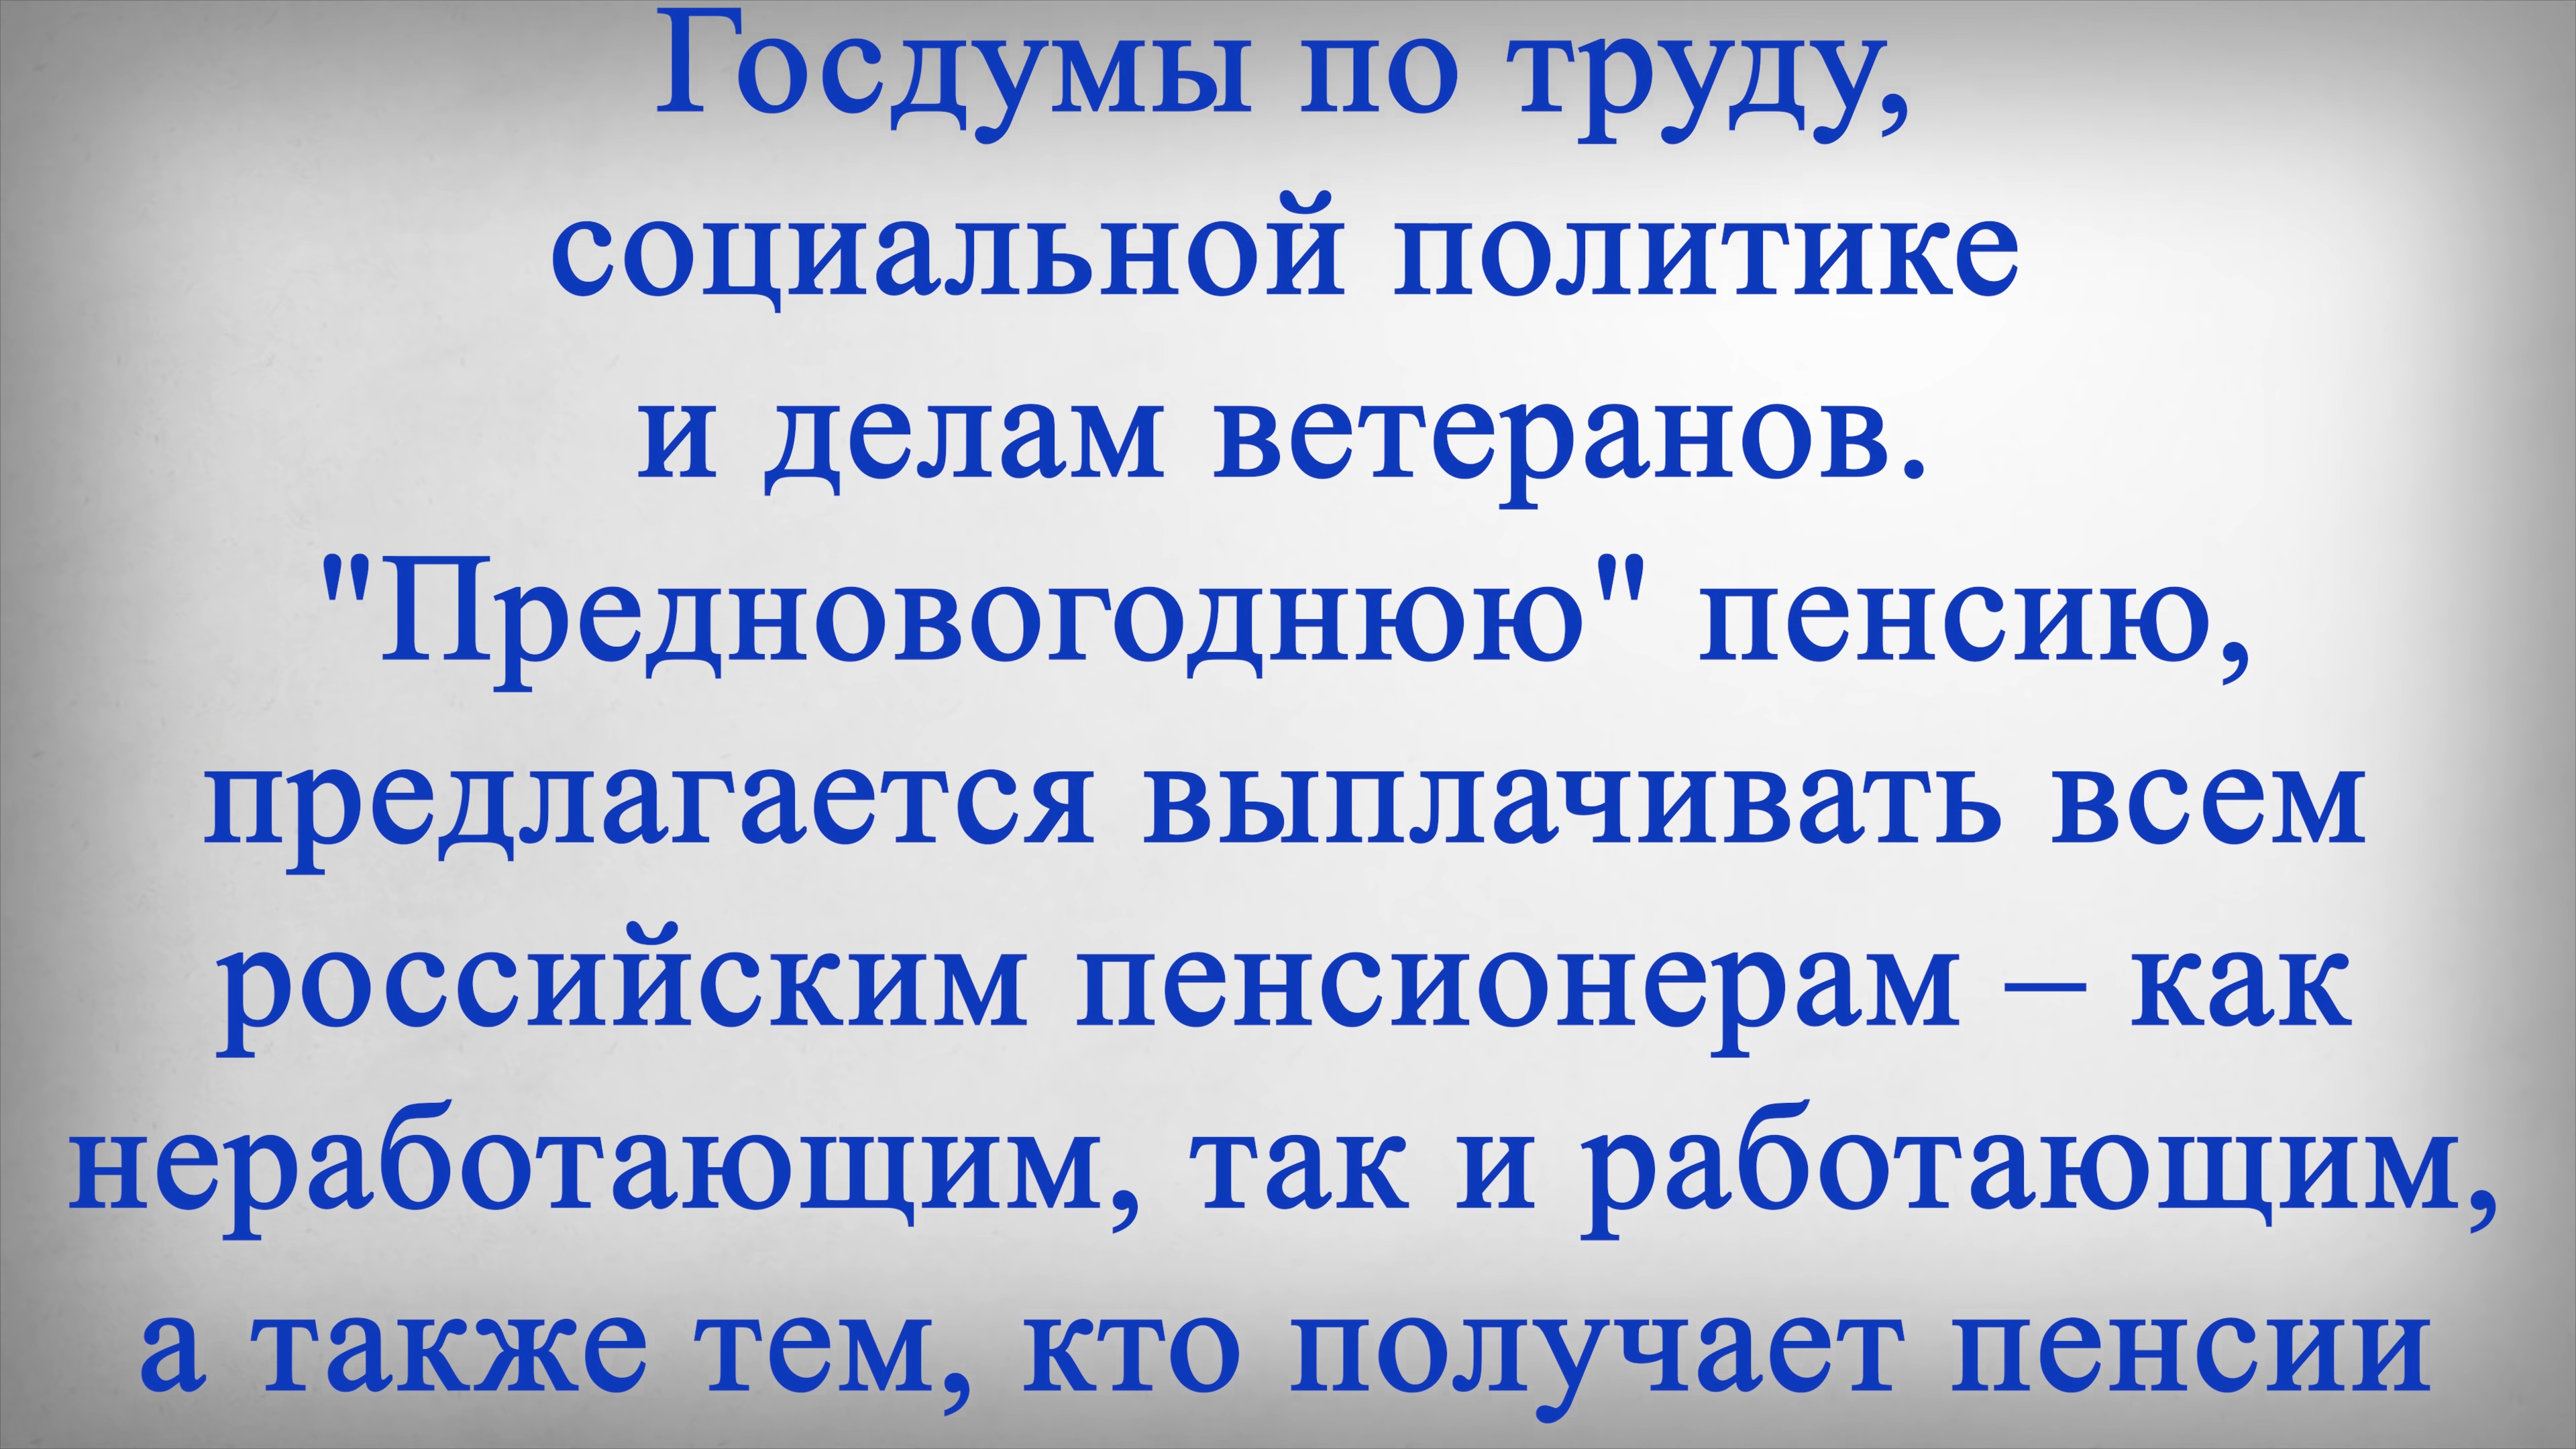 Госдумы по труду,
социальной политике
и делам ветеранов.
"Предновогоднюю" пенсию,
предлагается выплачивать всем
российским пенсионерам – как
неработающим, так и работающим,
а также тем, кто получает пенсии